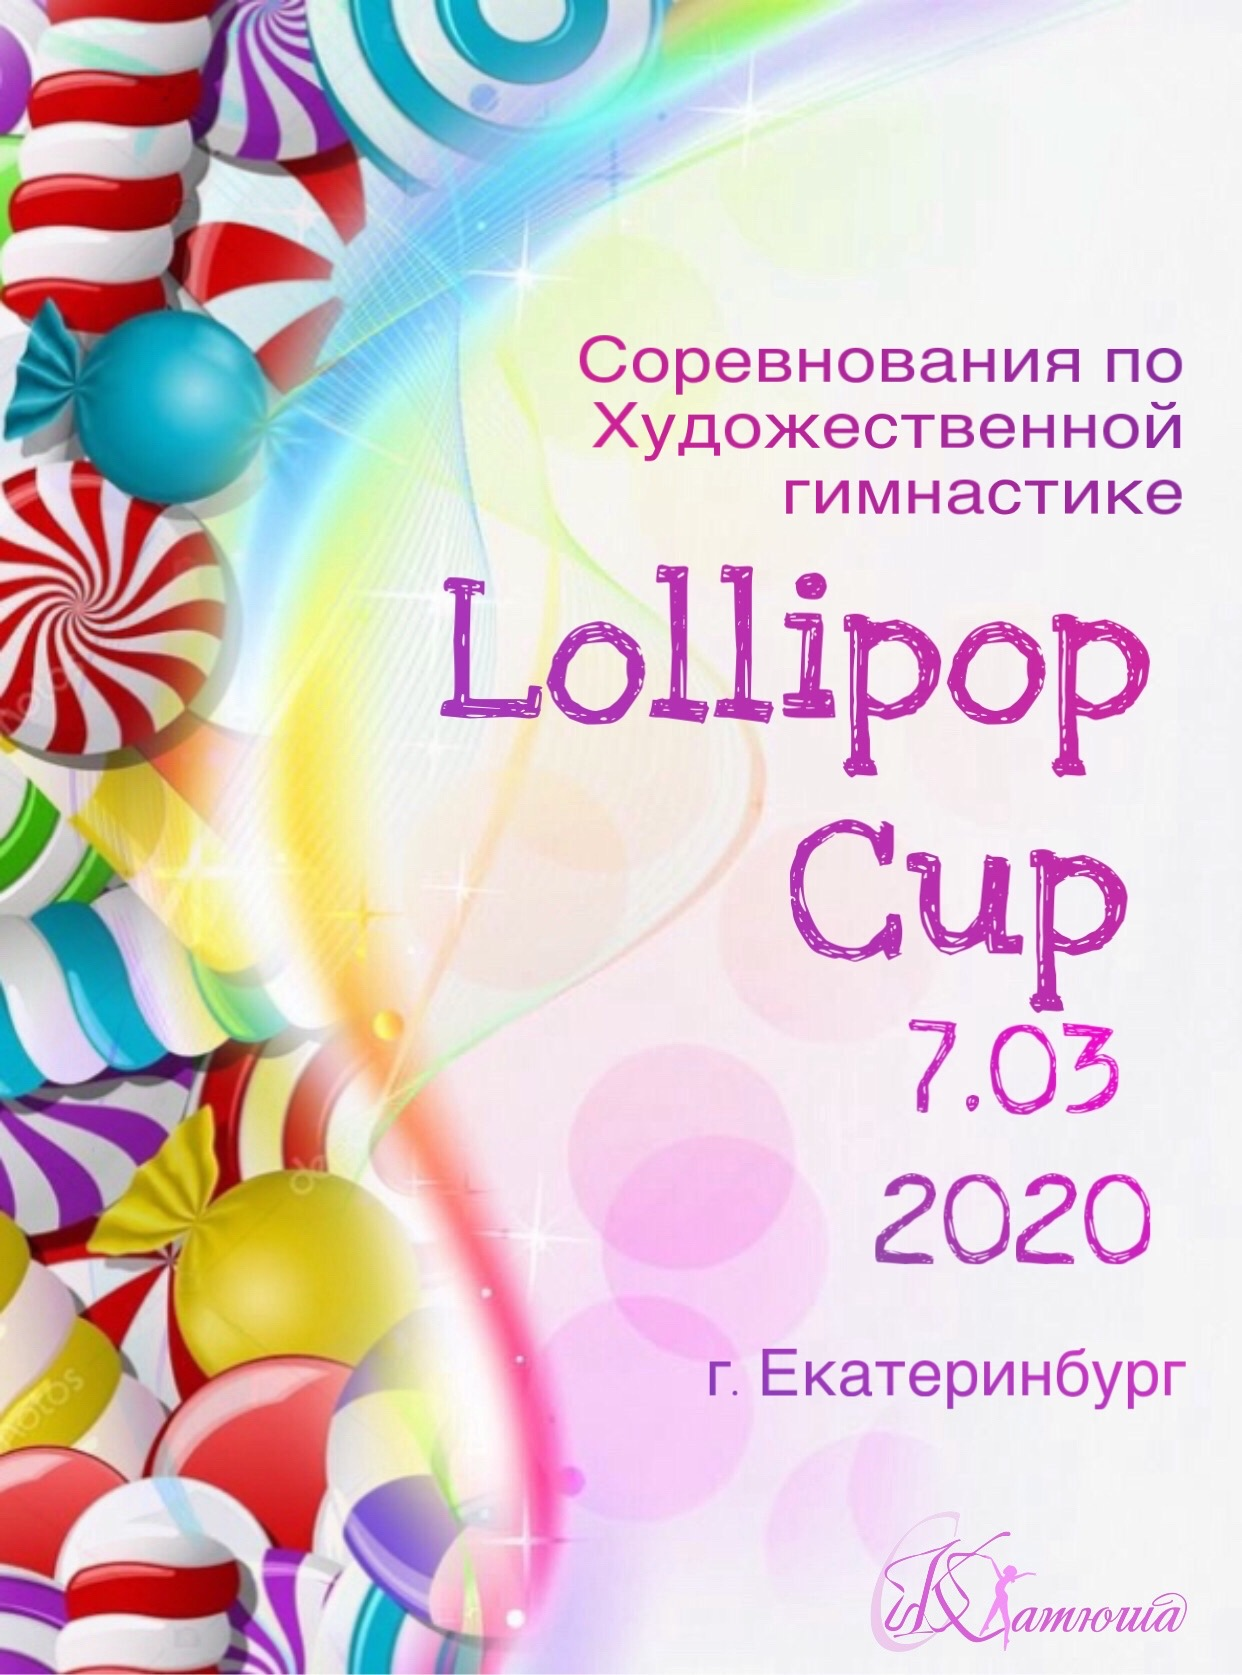 Соревнования по
Художественной
гимнастике
Lollipop
Cup
7.03
2020
г. Екатеринбург
Катюша